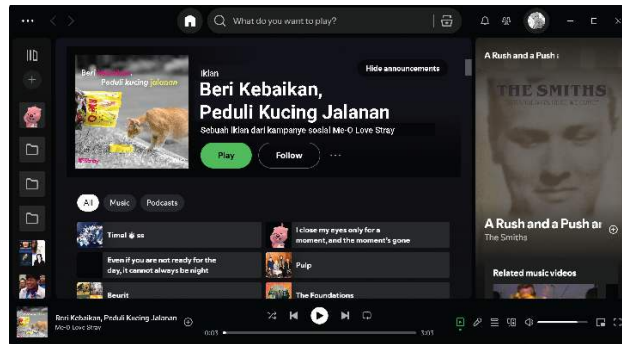 What do you want to play?
Beri Kebaikan,
Peduli kucing jalanan
Iklan
Hide announcements
Beri Kebaikan,
Peduli Kucing Jalanan
Sebuah Iklan dari kampanye sosial Me-O Love Stray
Play
Follow
All
Music
Podcasts
Even if you are not ready for the
day, it cannot always be night
Beurit
I close my eyes only for a
moment, and the moment's gone
Pulp
The Foundations
A Rush and a Push
THE SMITHS
A Rush and a Push ar
The Smiths
Related music videos
Beri Kebaikan, Peduli Kucing Jalanan
Me-O Love Stray
0:03
3:03